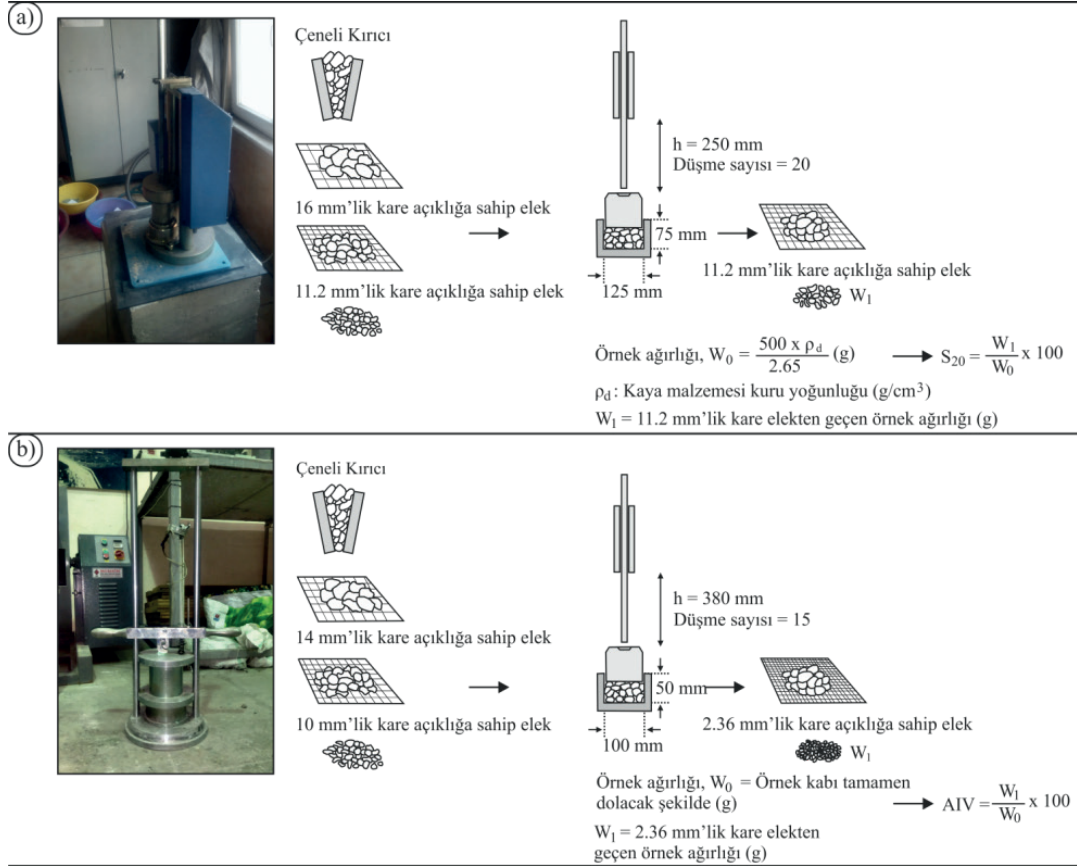 a)
Çeneli Kırıcı
16 mm'lik kare açıklığa sahip elek
11.2 mm'lik kare açıklığa sahip elek
h = 250 mm
Düşme sayısı = 20
75 mm
125 mm
11.2 mm'lik kare açıklığa sahip elek
W₁
Örnek ağırlığı, W₀ = 500 x ρd / 2.65 (g) → S₂₀ = W₁ / W₀ x 100
ρd : Kaya malzemesi kuru yoğunluğu (g/cm³)
W₁ = 11.2 mm'lik kare elekten geçen örnek ağırlığı (g)
b)
Çeneli Kırıcı
14 mm'lik kare açıklığa sahip elek
10 mm'lik kare açıklığa sahip elek
h = 380 mm
Düşme sayısı = 15
50 mm
100 mm
2.36 mm'lik kare açıklığa sahip elek
W₁
Örnek ağırlığı, W₀ = Örnek kabı tamamen
dolacak şekilde (g) → AIV = W₁ / W₀ x 100
W₁ = 2.36 mm'lik kare elekten
geçen örnek ağırlığı (g)